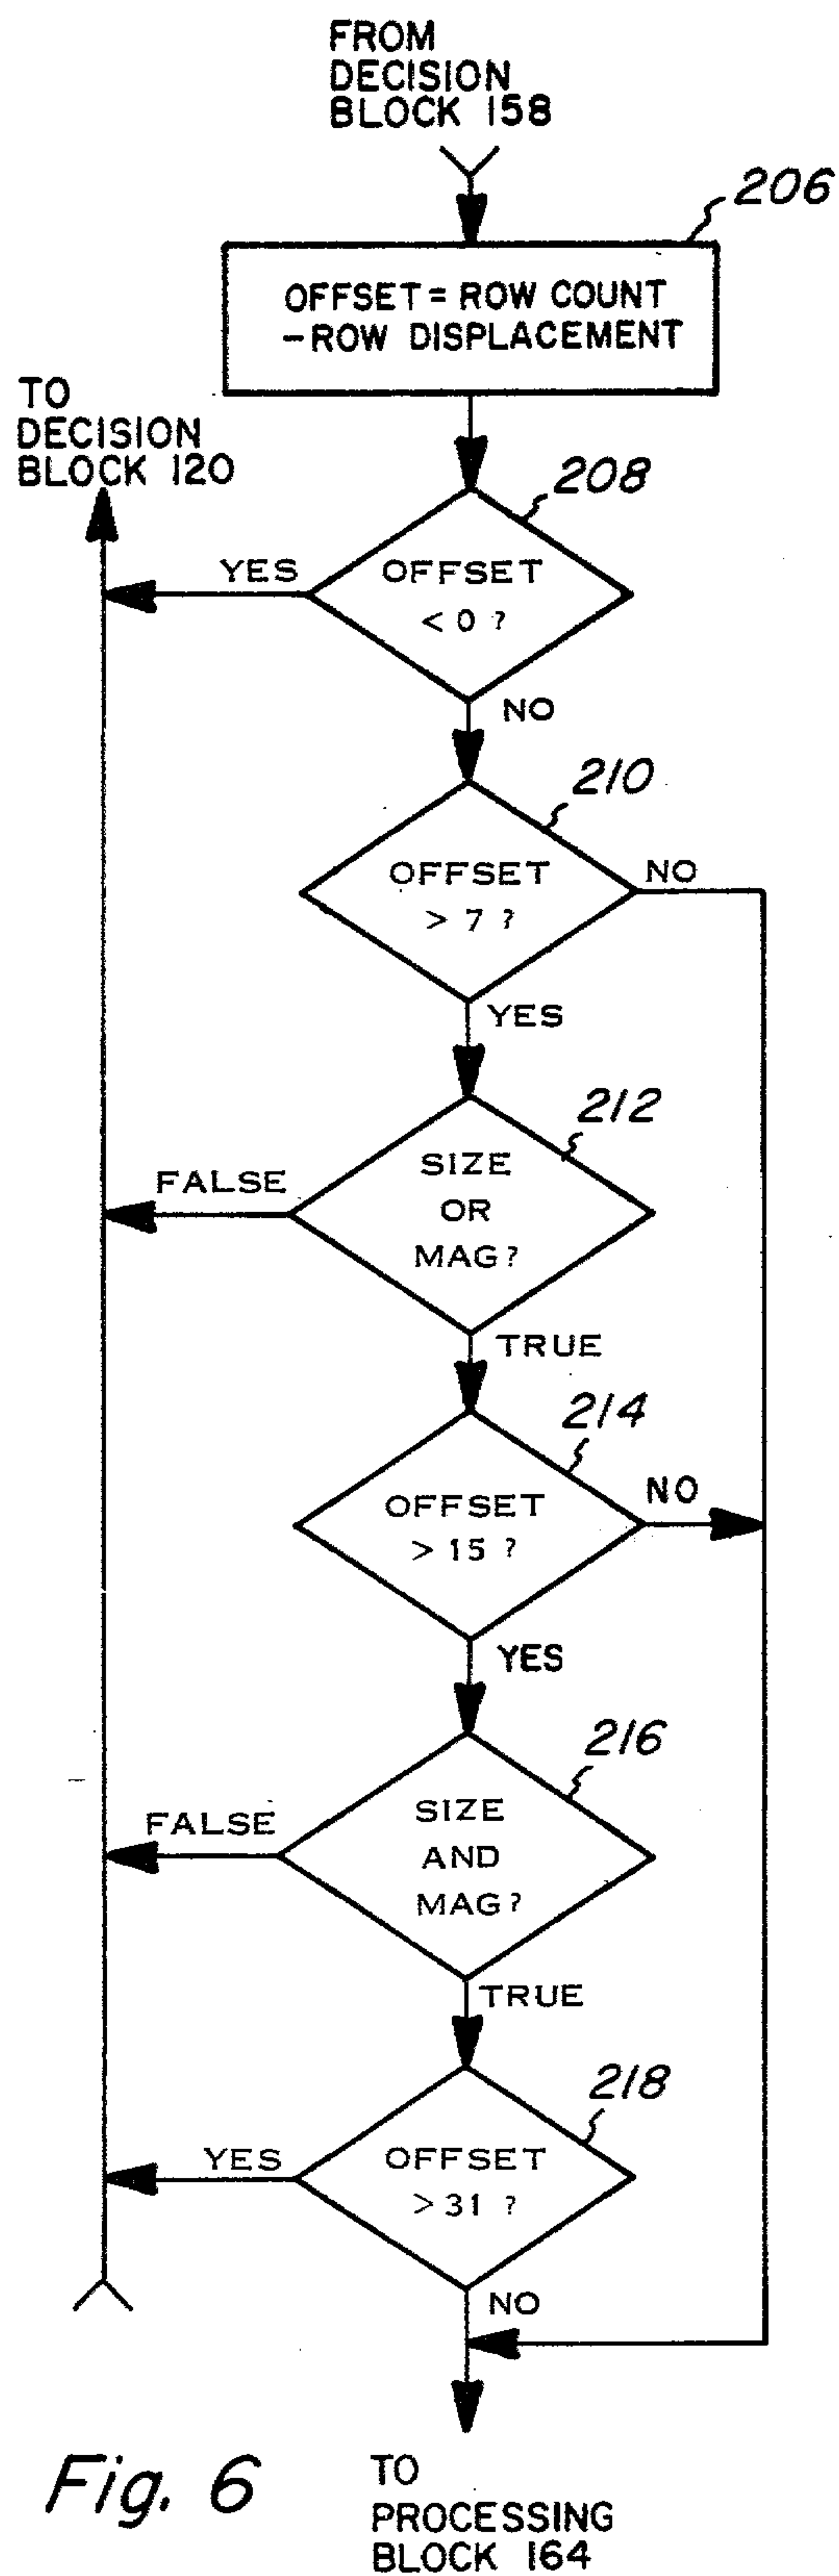 FROM
DECISION
BLOCK 158
206
OFFSET = ROW COUNT
- ROW DISPLACEMENT
TO
DECISION
BLOCK 120
208
YES
OFFSET
< 0 ?
NO
210
OFFSET
> 7 ?
NO
YES
212
FALSE
SIZE
OR
MAG?
TRUE
214
OFFSET
> 15 ?
NO
YES
216
FALSE
SIZE
AND
MAG?
TRUE
218
YES
OFFSET
> 31 ?
NO
Fig. 6
TO
PROCESSING
BLOCK 164